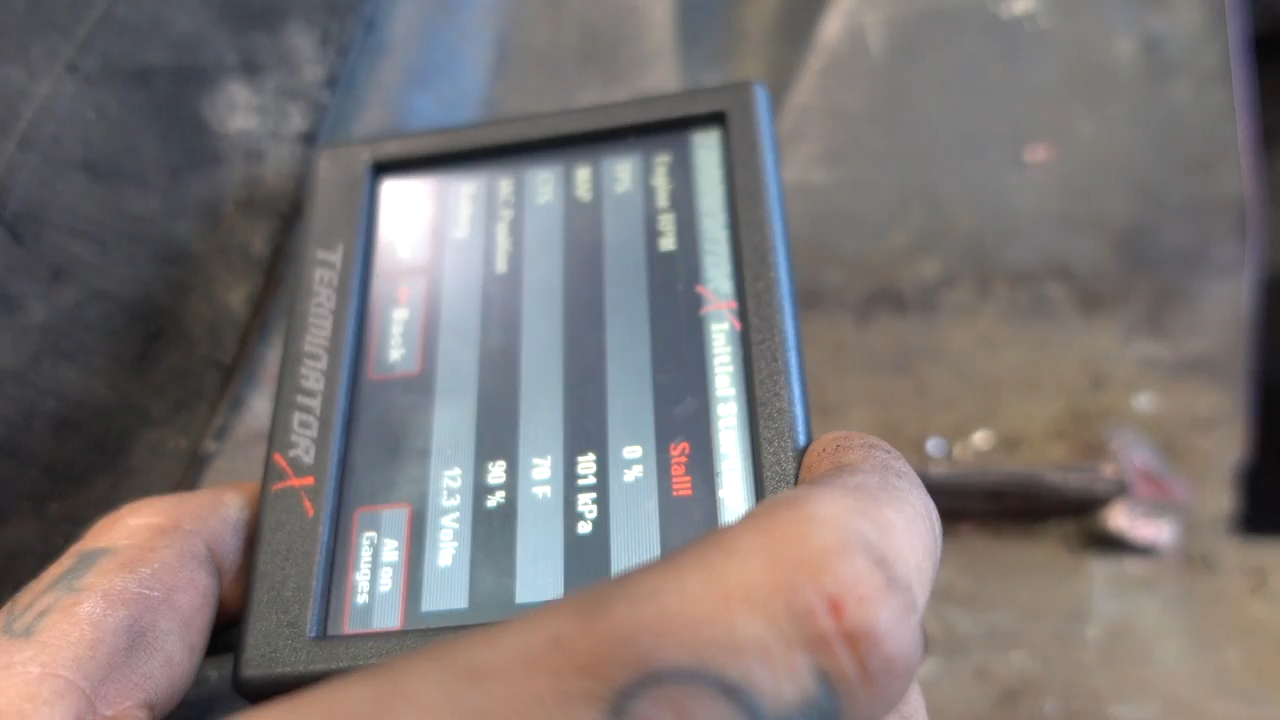 X Initial Startup
Engine RPM Stall!
TPS 0 %
MAP 101 kPa
CTS 70 F
IAC Position 90 %
Battery 12.3 Volts
Back
All on
Gauges
TERMINATOR X